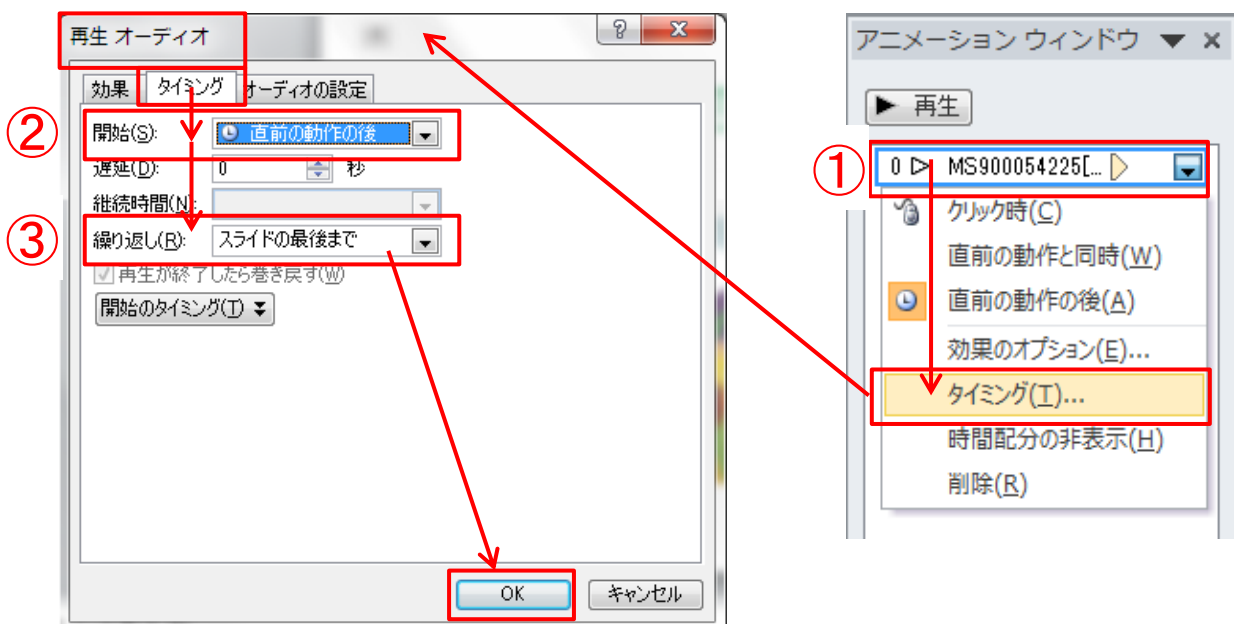 再生 オーディオ
効果
タイミング
オーディオの設定
②
開始(S):
直前の動作の後
遅延(D):
0
秒
継続時間(N):
③
繰り返し(R):
スライドの最後まで
再生が終了したら巻き戻す(W)
開始のタイミング(T)
OK
キャンセル
アニメーション ウィンドウ
再生
①
0
MS900054225[...
クリック時(C)
直前の動作と同時(W)
直前の動作の後(A)
効果のオプション(E)...
タイミング(T)...
時間配分の非表示(H)
削除(R)